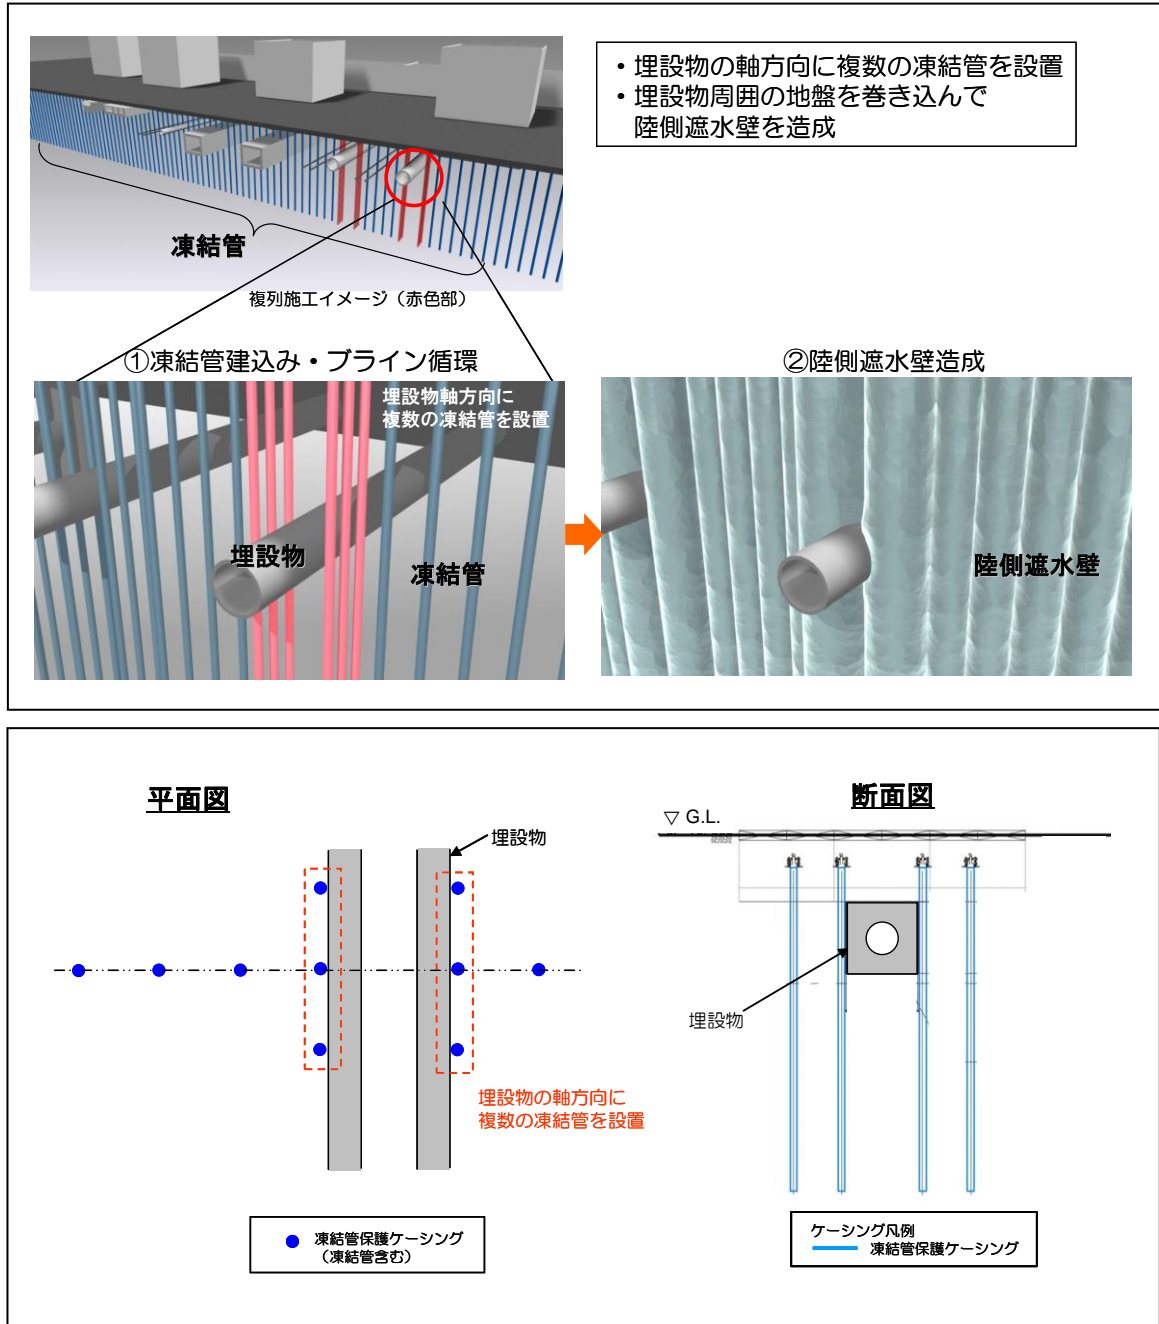 ・埋設物の軸方向に複数の凍結管を設置
・埋設物周囲の地盤を巻き込んで
陸側遮水壁を造成
凍結管
複列施工イメージ（赤色部）
①凍結管建込み・ブライン循環
埋設物軸方向に
複数の凍結管を設置
埋設物
凍結管
②陸側遮水壁造成
陸側遮水壁
平面図
埋設物
埋設物の軸方向に
複数の凍結管を設置
凍結管保護ケーシング
（凍結管含む）
断面図
▽ G.L.
埋設物
ケーシング凡例
凍結管保護ケーシング